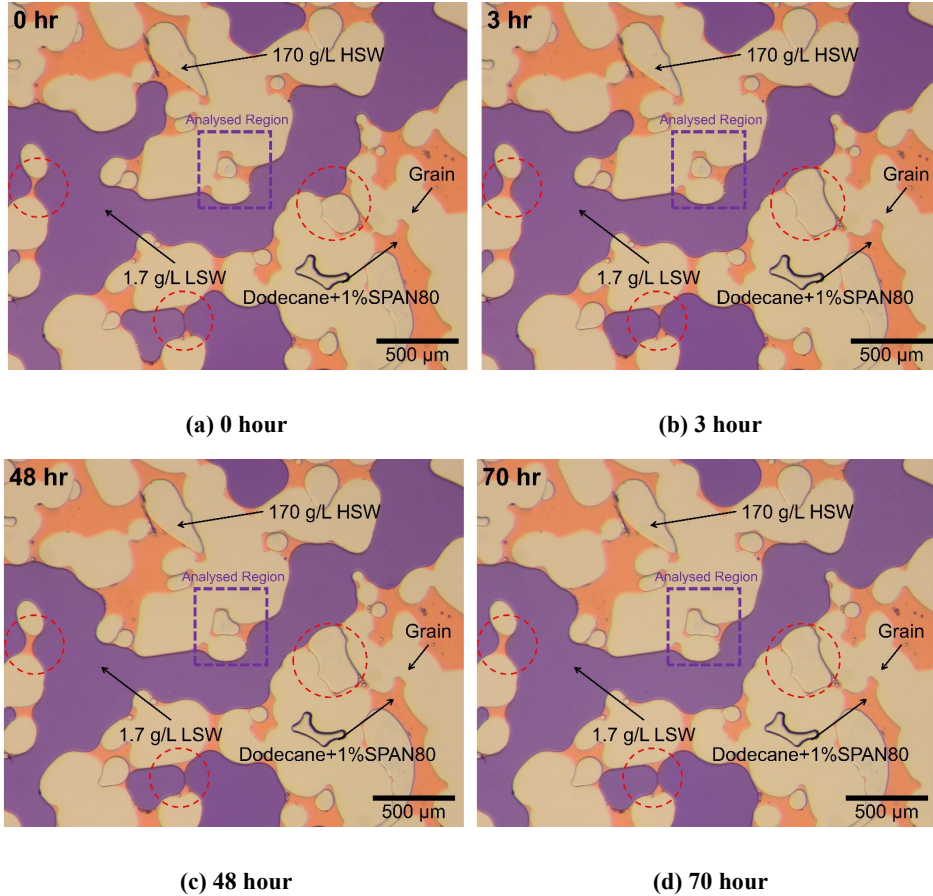 0 hr
170 g/L HSW
Analysed Region
Grain
1.7 g/L LSW
Dodecane+1%SPAN80
500 µm
(a) 0 hour
3 hr
170 g/L HSW
Analysed Region
Grain
1.7 g/L LSW
Dodecane+1%SPAN80
500 µm
(b) 3 hour
48 hr
170 g/L HSW
Analysed Region
Grain
1.7 g/L LSW
Dodecane+1%SPAN80
500 µm
(c) 48 hour
70 hr
170 g/L HSW
Analysed Region
Grain
1.7 g/L LSW
Dodecane+1%SPAN80
500 µm
(d) 70 hour